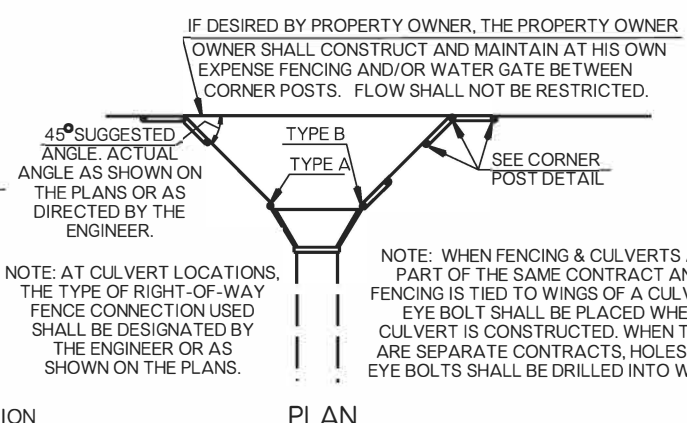 IF DESIRED BY PROPERTY OWNER, THE PROPERTY OWNER
OWNER SHALL CONSTRUCT AND MAINTAIN AT HIS OWN
EXPENSE FENCING AND/OR WATER GATE BETWEEN
CORNER POSTS. FLOW SHALL NOT BE RESTRICTED.
45° SUGGESTED
ANGLE. ACTUAL
ANGLE AS SHOWN ON
THE PLANS OR AS
DIRECTED BY THE
ENGINEER.
TYPE B
TYPE A
SEE CORNER
POST DETAIL
NOTE: AT CULVERT LOCATIONS,
THE TYPE OF RIGHT-OF-WAY
FENCE CONNECTION USED
SHALL BE DESIGNATED BY
THE ENGINEER OR AS
SHOWN ON THE PLANS.
NOTE: WHEN FENCING & CULVERTS
PART OF THE SAME CONTRACT
FENCING IS TIED TO WINGS OF A
EYE BOLT SHALL BE PLACED
CULVERT IS CONSTRUCTED. WHEN
ARE SEPARATE CONTRACTS, HOLES
EYE BOLTS SHALL BE DRILLED INTO
PLAN